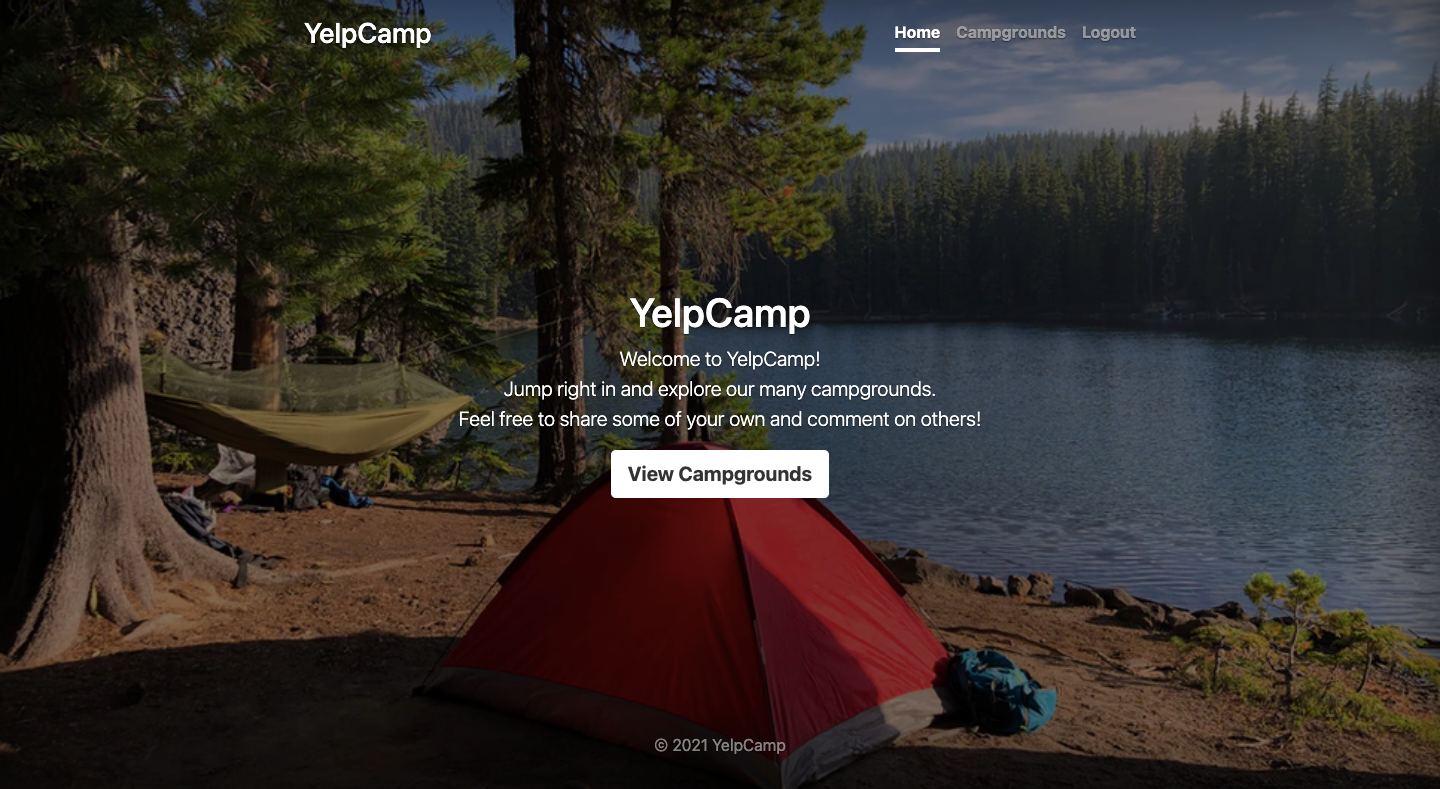 YelpCamp
Home Campgrounds Logout
YelpCamp
Welcome to YelpCamp!
Jump right in and explore our many campgrounds.
Feel free to share some of your own and comment on others!
View Campgrounds
© 2021 YelpCamp